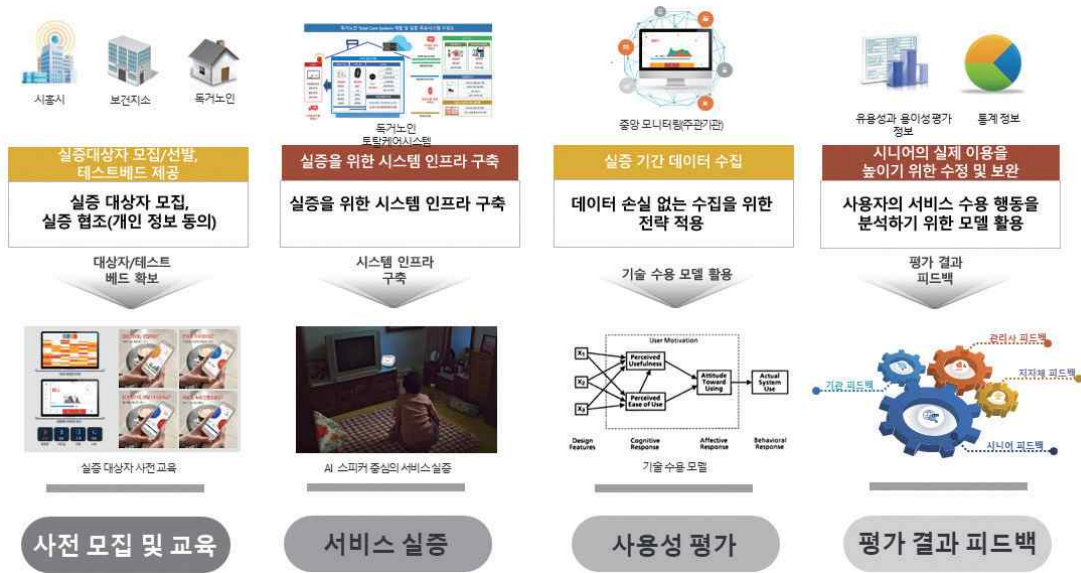 시흥시
보건지소
독거노인
독거노인
토탈케어시스템
중앙 모니터링(주관기관)
유용성과 용이성 평가
정보
통계 정보
실증대상자 모집/선발,
테스트베드 제공
실증 대상자 모집,
실증 협조(개인 정보 동의)
실증을 위한 시스템 인프라 구축
실증을 위한 시스템 인프라 구축
실증 기간 데이터 수집
데이터 손실 없는 수집을 위한
전략 적용
시니어의 실제 이용을
높이기 위한 수정 및 보완
사용자의 서비스 수용 행동을
분석하기 위한 모델 활용
대상자/테스트
베드 확보
시스템 인프라
구축
기술 수용 모델 활용
평가 결과
피드백
User Motivation
X₁
X₂
X₃
Perceived
Usefulness
Perceived
Ease of Use
Attitude
Toward
Using
Actual
System
Use
Design
Features
Cognitive
Response
Affective
Response
Behavioral
Response
관리사 피드백
지자체 피드백
기관 피드백
시니어 피드백
실증 대상자 사전 교육
AI 스피커 중심의 서비스 실증
기술 수용 모델
사전 모집 및 교육
서비스 실증
사용성 평가
평가 결과 피드백